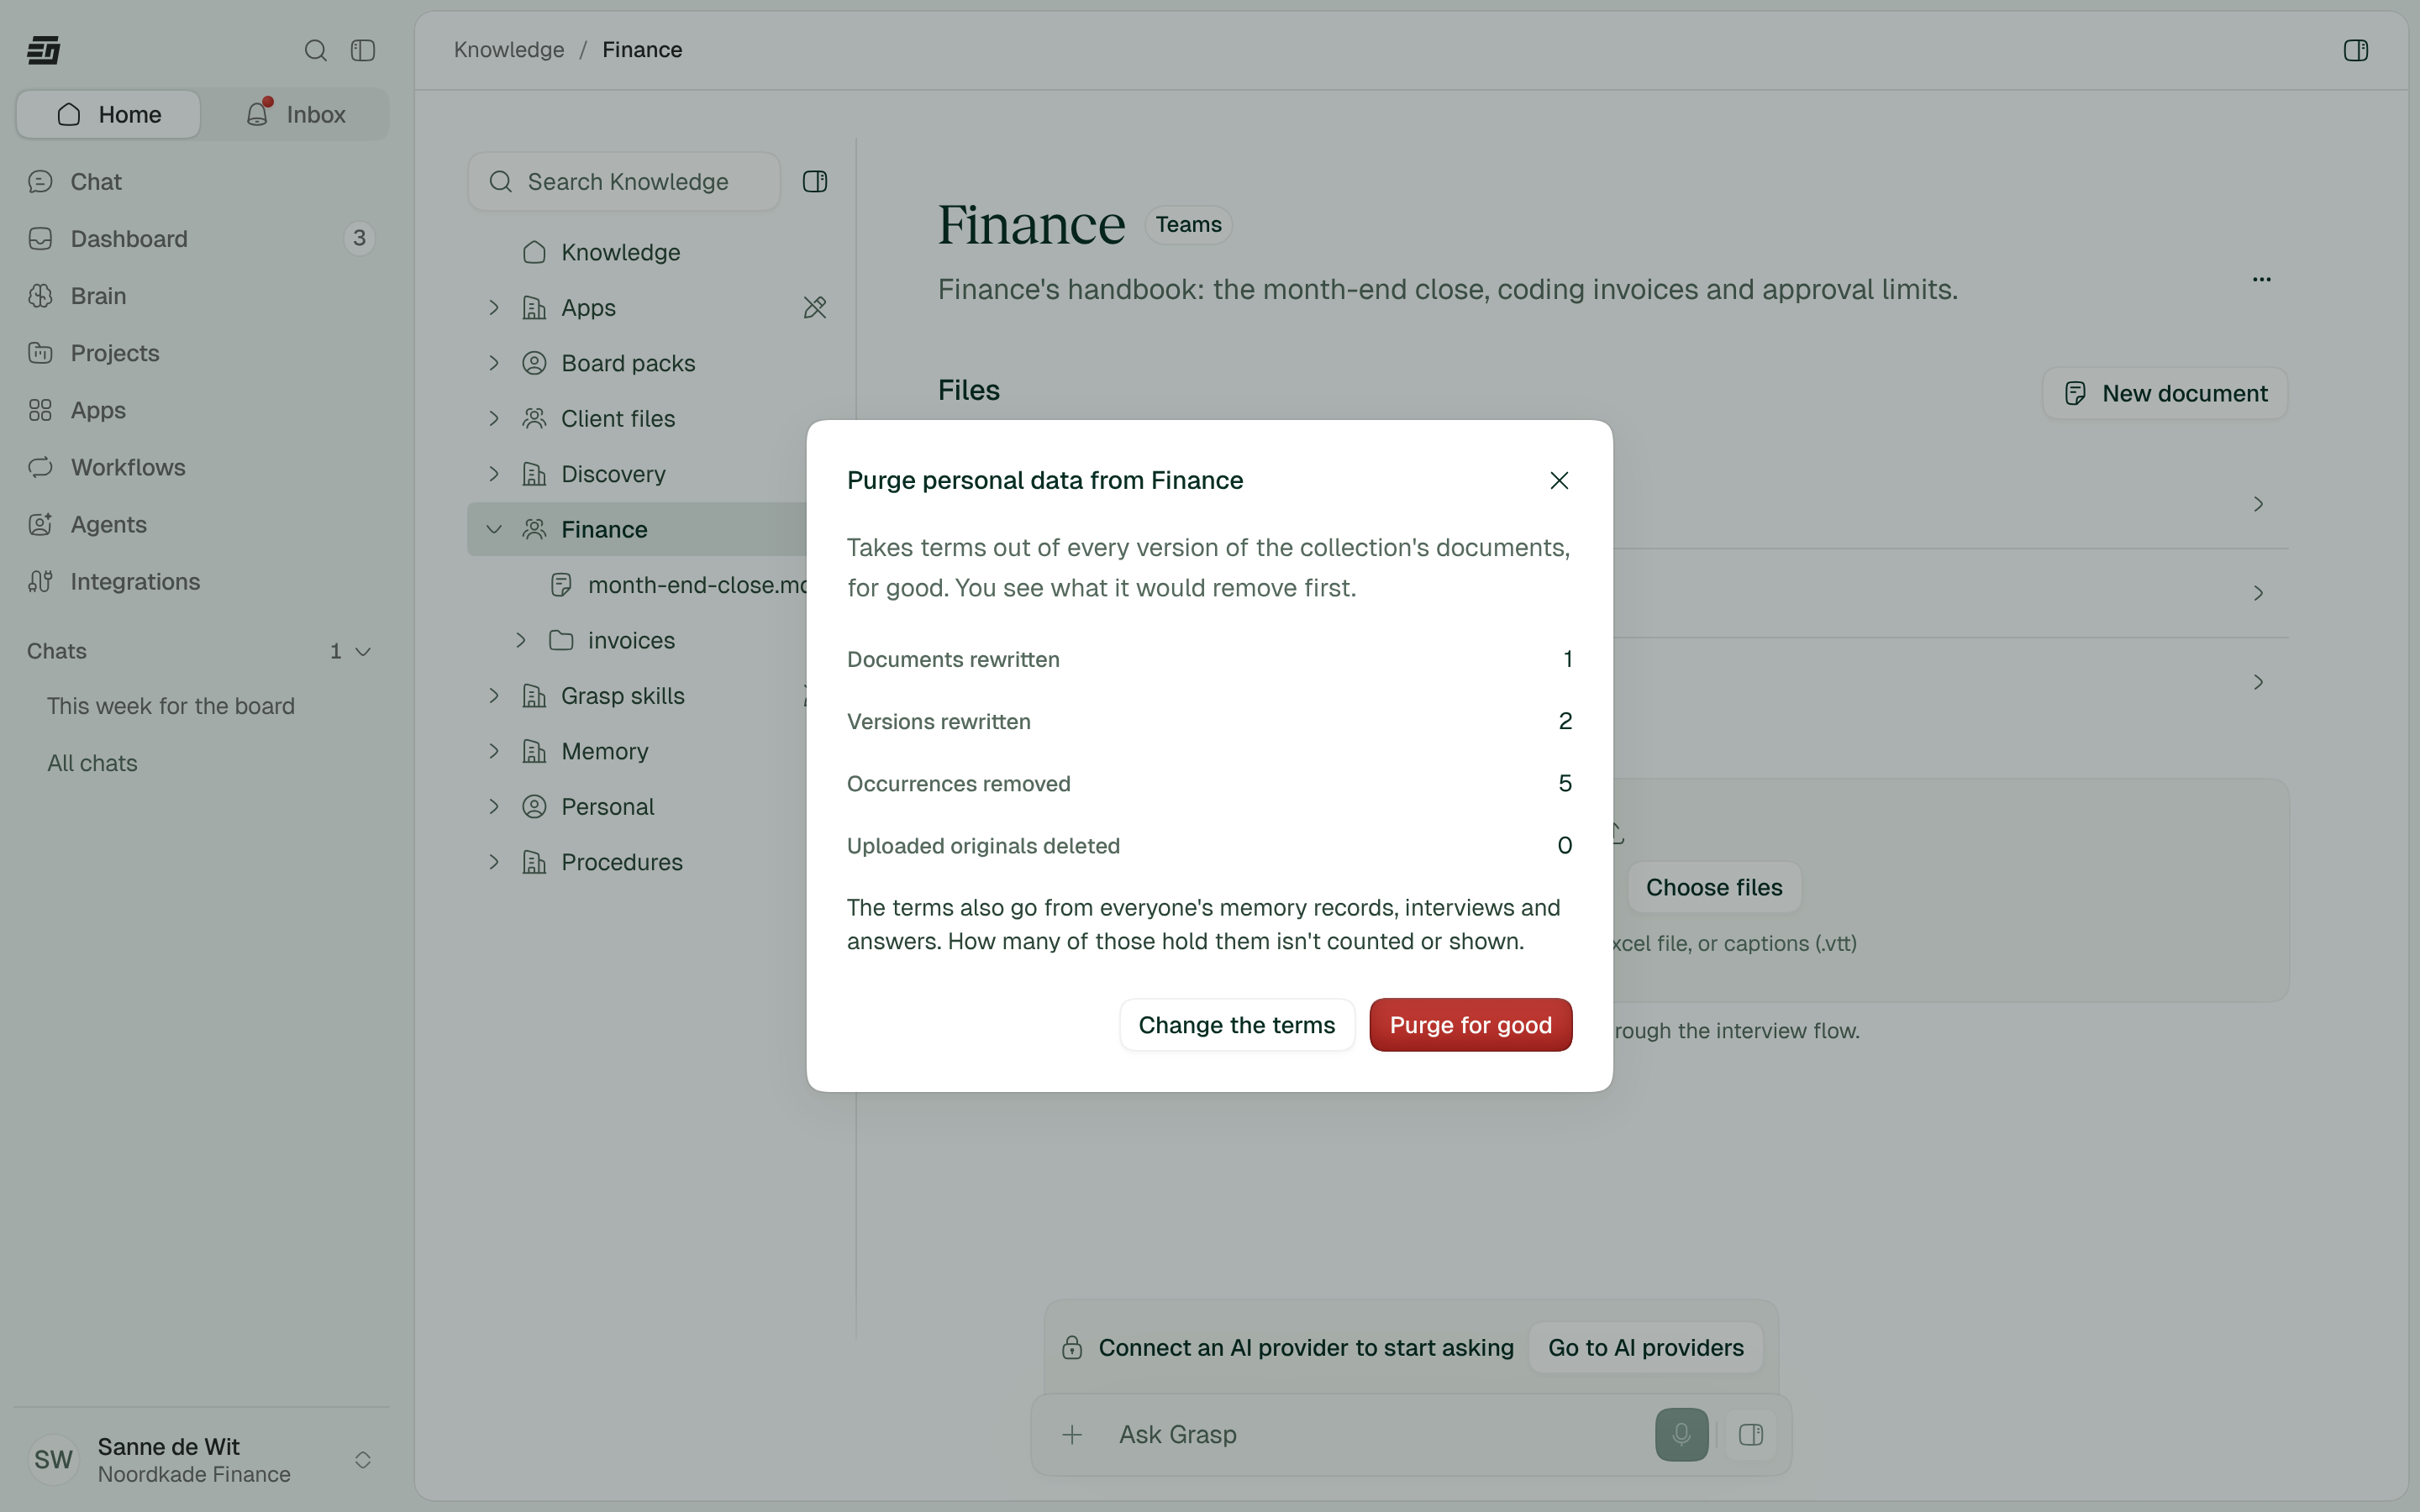 Knowledge / Finance
Home
Inbox
Chat
Dashboard
3
Brain
Projects
Apps
Workflows
Agents
Integrations
Chats
1
This week for the board
All chats
SW
Sanne de Wit
Noordkade Finance
Search Knowledge
Knowledge
Apps
Board packs
Client files
Discovery
Finance
month-end-close.md
invoices
Grasp skills
Memory
Personal
Procedures
Finance
Teams
Finance's handbook: the month-end close, coding invoices and approval limits.
Files
New document
Purge personal data from Finance
Takes terms out of every version of the collection's documents,
for good. You see what it would remove first.
Documents rewritten 1
Versions rewritten 2
Occurrences removed 5
Uploaded originals deleted 0
The terms also go from everyone's memory records, interviews and
answers. How many of those hold them isn't counted or shown.
Change the terms
Purge for good
Choose files
file, or captions (.vtt)
the interview flow.
Connect an AI provider to start asking
Go to AI providers
Ask Grasp